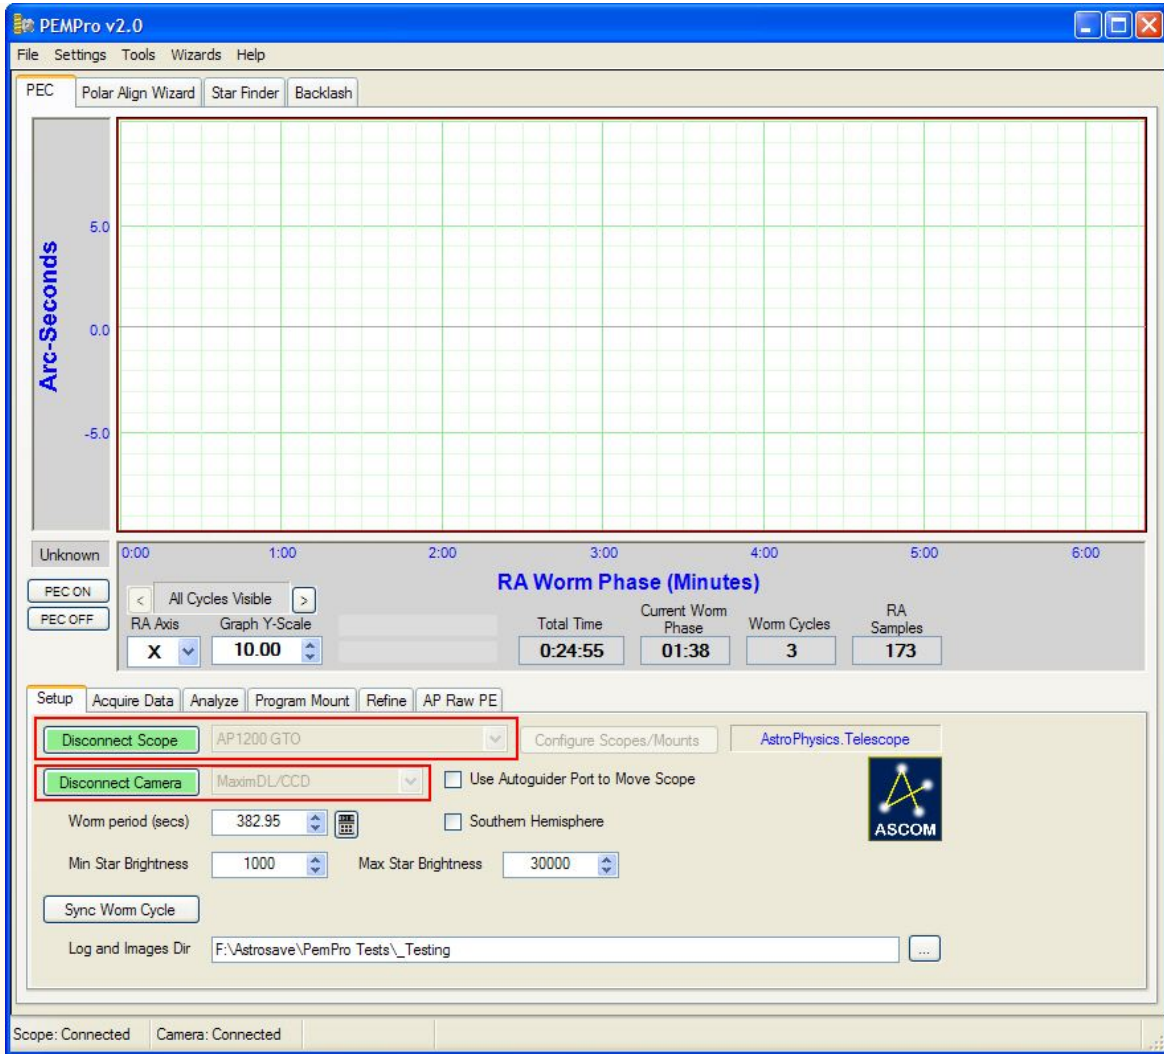 PEMPro v2.0
File Settings Tools Wizards Help
PEC Polar Align Wizard Star Finder Backlash
Arc-Seconds
5.0
0.0
-5.0
Unknown 0:00 1:00 2:00 3:00 4:00 5:00 6:00
RA Worm Phase (Minutes)
PEC ON
PEC OFF
< All Cycles Visible >
RA Axis Graph Y-Scale Total Time Current Worm Phase Worm Cycles RA Samples
X 10.00 0:24:55 01:38 3 173
Setup Acquire Data Analyze Program Mount Refine AP Raw PE
Disconnect Scope AP1200 GTO Configure Scopes/Mounts AstroPhysics.Telescope
Disconnect Camera MaximDL/CCD Use Autoguider Port to Move Scope
ASCOM
Worm period (secs) 382.95 Southern Hemisphere
Min Star Brightness 1000 Max Star Brightness 30000
Sync Worm Cycle
Log and Images Dir F:\Astrosave\PemPro Tests\_Testing ...
Scope: Connected Camera: Connected